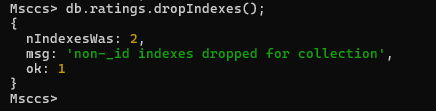 Msccs> db.ratings.dropIndexes();
{
  nIndexesWas: 2,
  msg: 'non-_id indexes dropped for collection',
  ok: 1
}
Msccs>